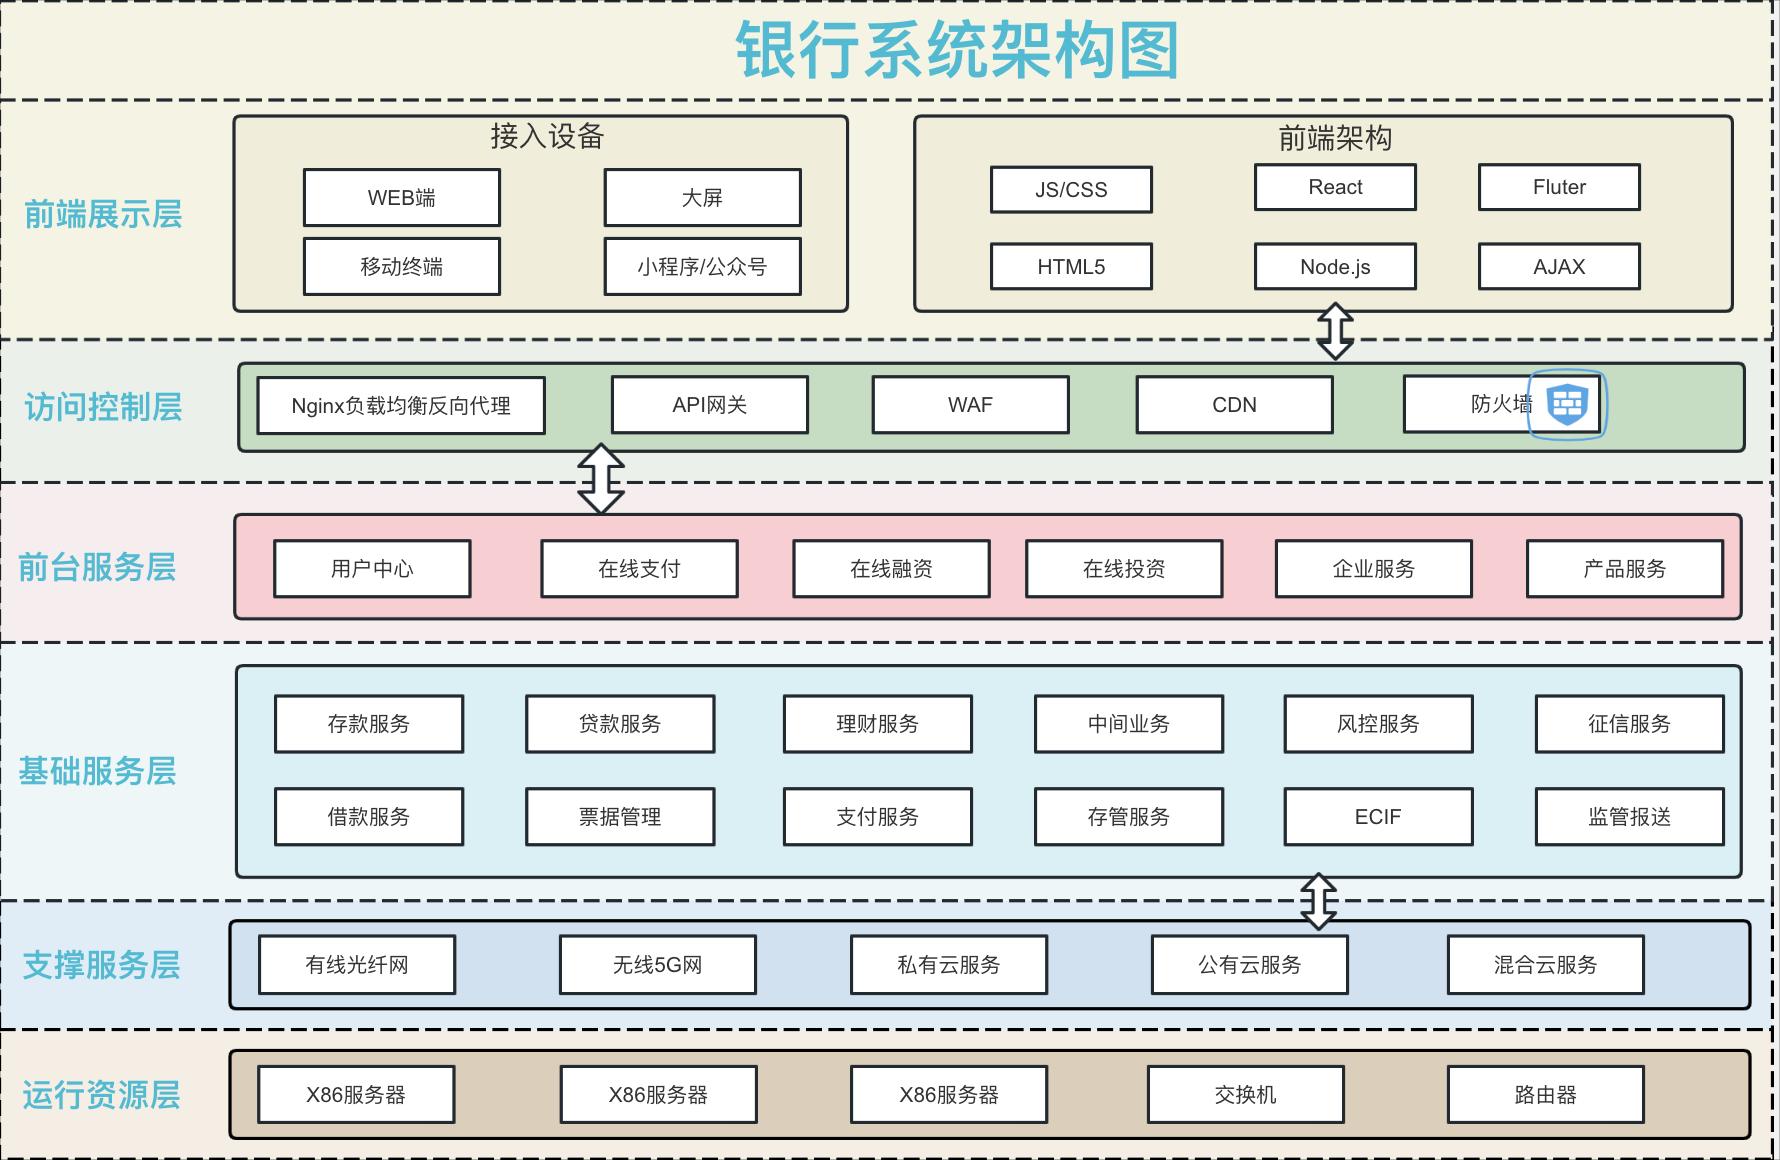 银行系统架构图
前端展示层
接入设备
WEB端
大屏
移动终端
小程序/公众号
前端架构
JS/CSS
React
Fluter
HTML5
Node.js
AJAX
访问控制层
Nginx负载均衡反向代理
API网关
WAF
CDN
防火墙
前台服务层
用户中心
在线支付
在线融资
在线投资
企业服务
产品服务
基础服务层
存款服务
贷款服务
理财服务
中间业务
风控服务
征信服务
借款服务
票据管理
支付服务
存管服务
ECIF
监管报送
支撑服务层
有线光纤网
无线5G网
私有云服务
公有云服务
混合云服务
运行资源层
X86服务器
X86服务器
X86服务器
交换机
路由器